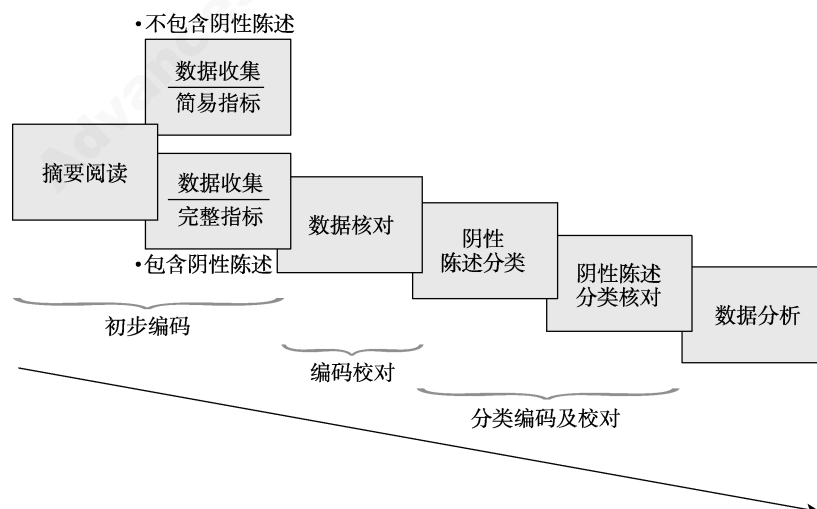 •不包含阴性陈述
数据收集
简易指标
摘要阅读
数据收集
完整指标
•包含阴性陈述
数据核对
阴性
陈述分类
阴性陈述
分类核对
数据分析
初步编码
编码校对
分类编码及校对